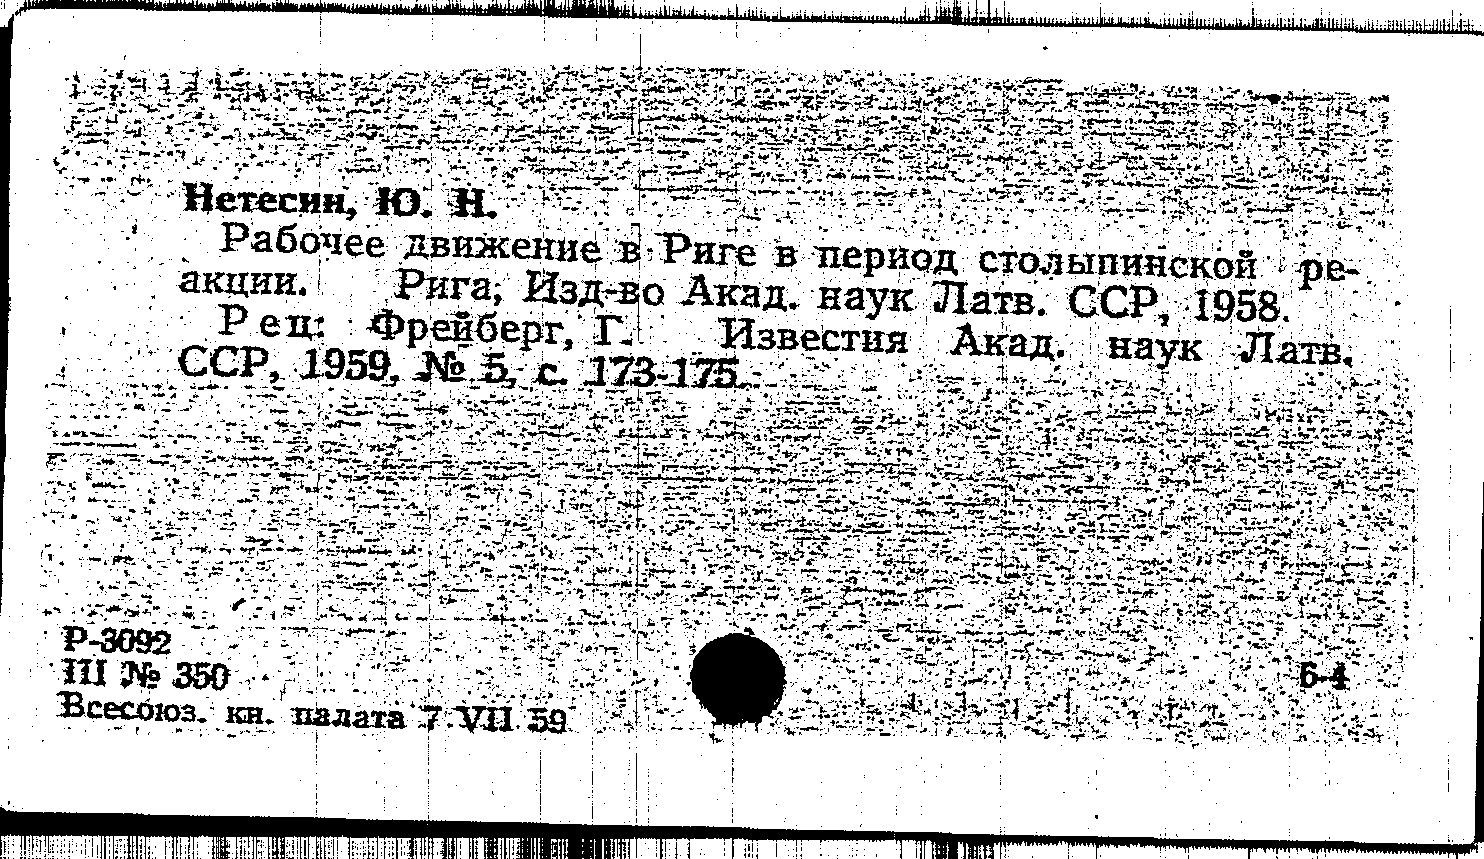 Нетесин, Ю. Н.
Рабочее движение в Риге в период столыпинской ре-
акции. Рига, Изд-во Акад. наук Латв. ССР, 1958.
Рец: Фрейберг, Г. Известия Акад. наук Латв.
ССР, 1959, № 5, с. 173-175.
Р-3092
III № 350
Всесоюз. кн. палата 7.VII 59
6-4